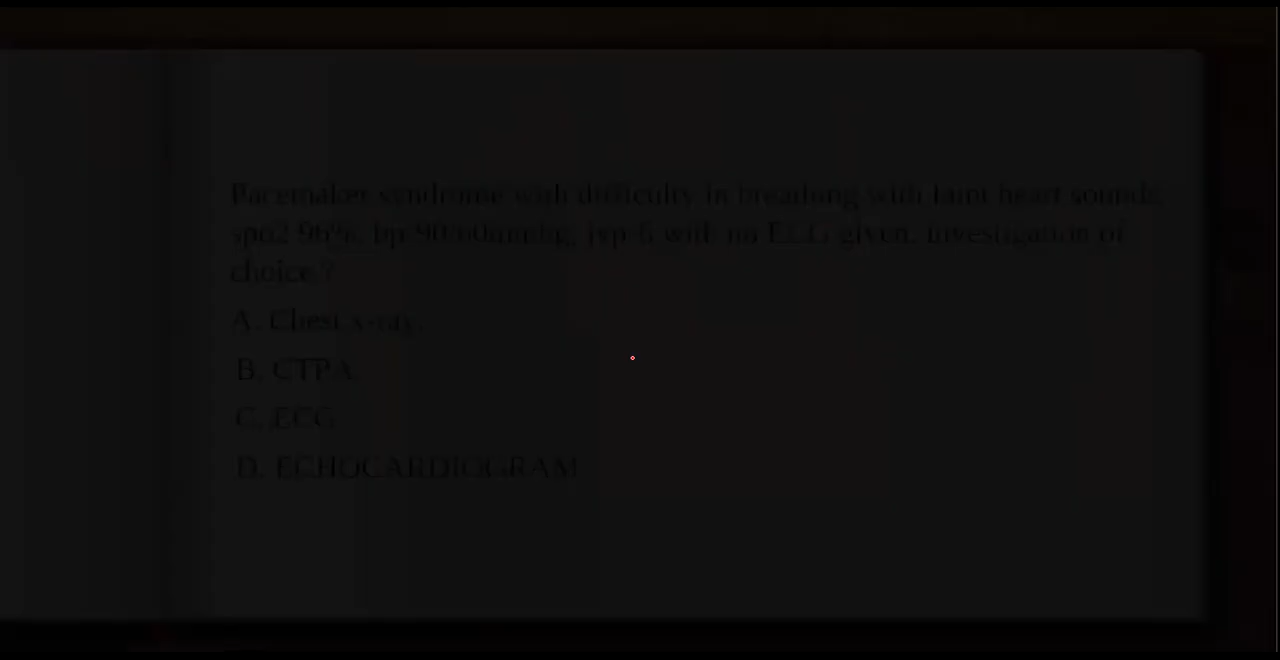 Pacemaker syndrome with difficulty in breathing with faint heart sounds,
spo2 96%, bp 90/60mmhg, jvp-6 with no ECG given. Investigation of
choice ?
A. Chest x-ray
B. CTPA
C. ECG
D. ECHOCARDIOGRAM